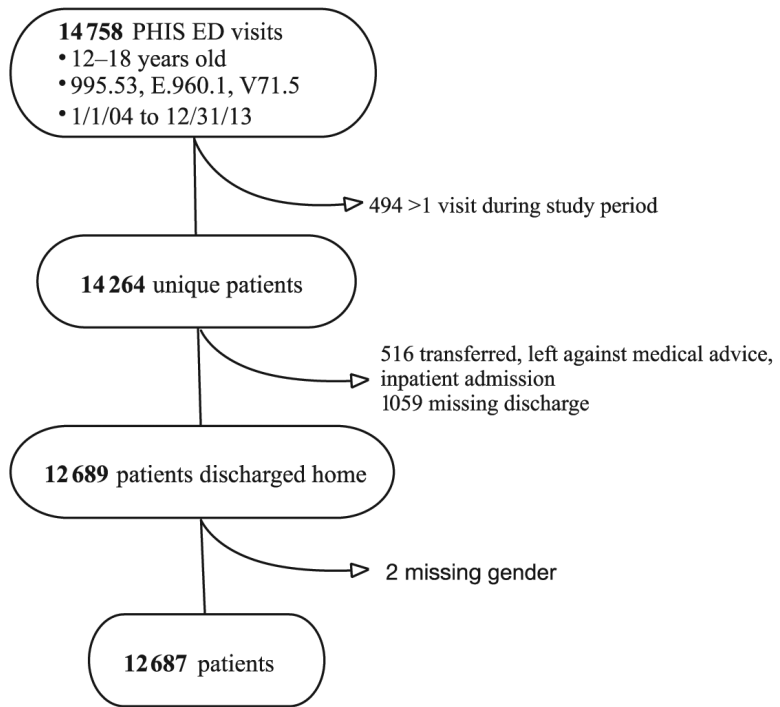 14758 PHIS ED visits
• 12–18 years old
• 995.53, E.960.1, V71.5
• 1/1/04 to 12/31/13
494 >1 visit during study period
14264 unique patients
516 transferred, left against medical advice,
inpatient admission
1059 missing discharge
12689 patients discharged home
2 missing gender
12687 patients